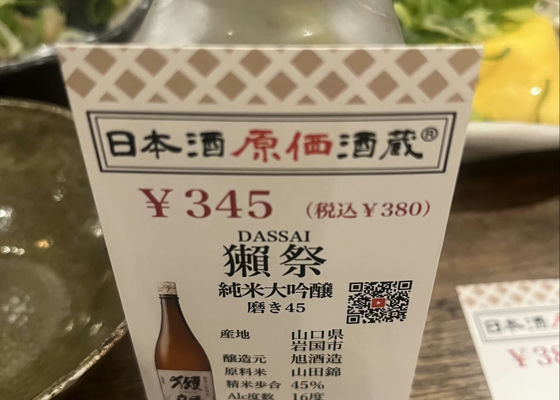 日本酒原価酒蔵®
￥345 (税込￥380)
DASSAI
獺祭
純米大吟醸
磨き45
産地 山口県
岩国市
醸造元 旭酒造
原料米 山田錦
精米歩合 45%
Alc度数 16度
獺祭
日本酒
￥38